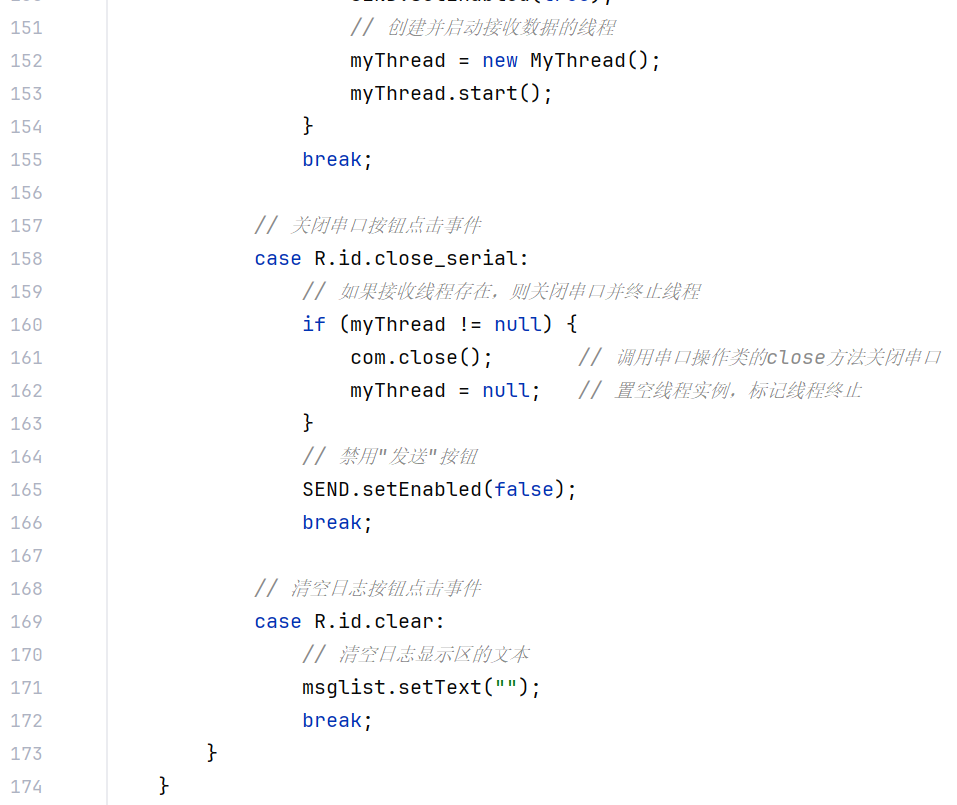 151 // 创建并启动接收数据的线程
152 myThread = new MyThread();
153 myThread.start();
154 }
155 break;
156
157 // 关闭串口按钮点击事件
158 case R.id.close_serial:
159 // 如果接收线程存在，则关闭串口并终止线程
160 if (myThread != null) {
161 com.close(); // 调用串口操作类的close方法关闭串口
162 myThread = null; // 置空线程实例，标记线程终止
163 }
164 // 禁用"发送"按钮
165 SEND.setEnabled(false);
166 break;
167
168 // 清空日志按钮点击事件
169 case R.id.clear:
170 // 清空日志显示区的文本
171 msglist.setText("");
172 break;
173 }
174 }